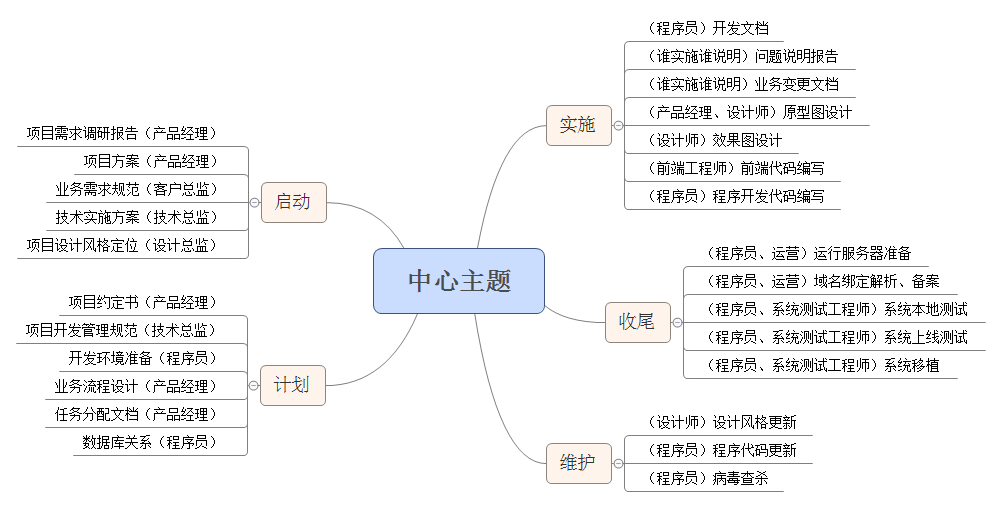 中心主题
启动
项目需求调研报告（产品经理）
项目方案（产品经理）
业务需求规范（客户总监）
技术实施方案（技术总监）
项目设计风格定位（设计总监）
计划
项目约定书（产品经理）
项目开发管理规范（技术总监）
开发环境准备（程序员）
业务流程设计（产品经理）
任务分配文档（产品经理）
数据库关系（程序员）
实施
（程序员）开发文档
（谁实施谁说明）问题说明报告
（谁实施谁说明）业务变更文档
（产品经理、设计师）原型图设计
（设计师）效果图设计
（前端工程师）前端代码编写
（程序员）程序开发代码编写
收尾
（程序员、运营）运行服务器准备
（程序员、运营）域名绑定解析、备案
（程序员、系统测试工程师）系统本地测试
（程序员、系统测试工程师）系统上线测试
（程序员、系统测试工程师）系统移植
维护
（设计师）设计风格更新
（程序员）程序代码更新
（程序员）病毒查杀